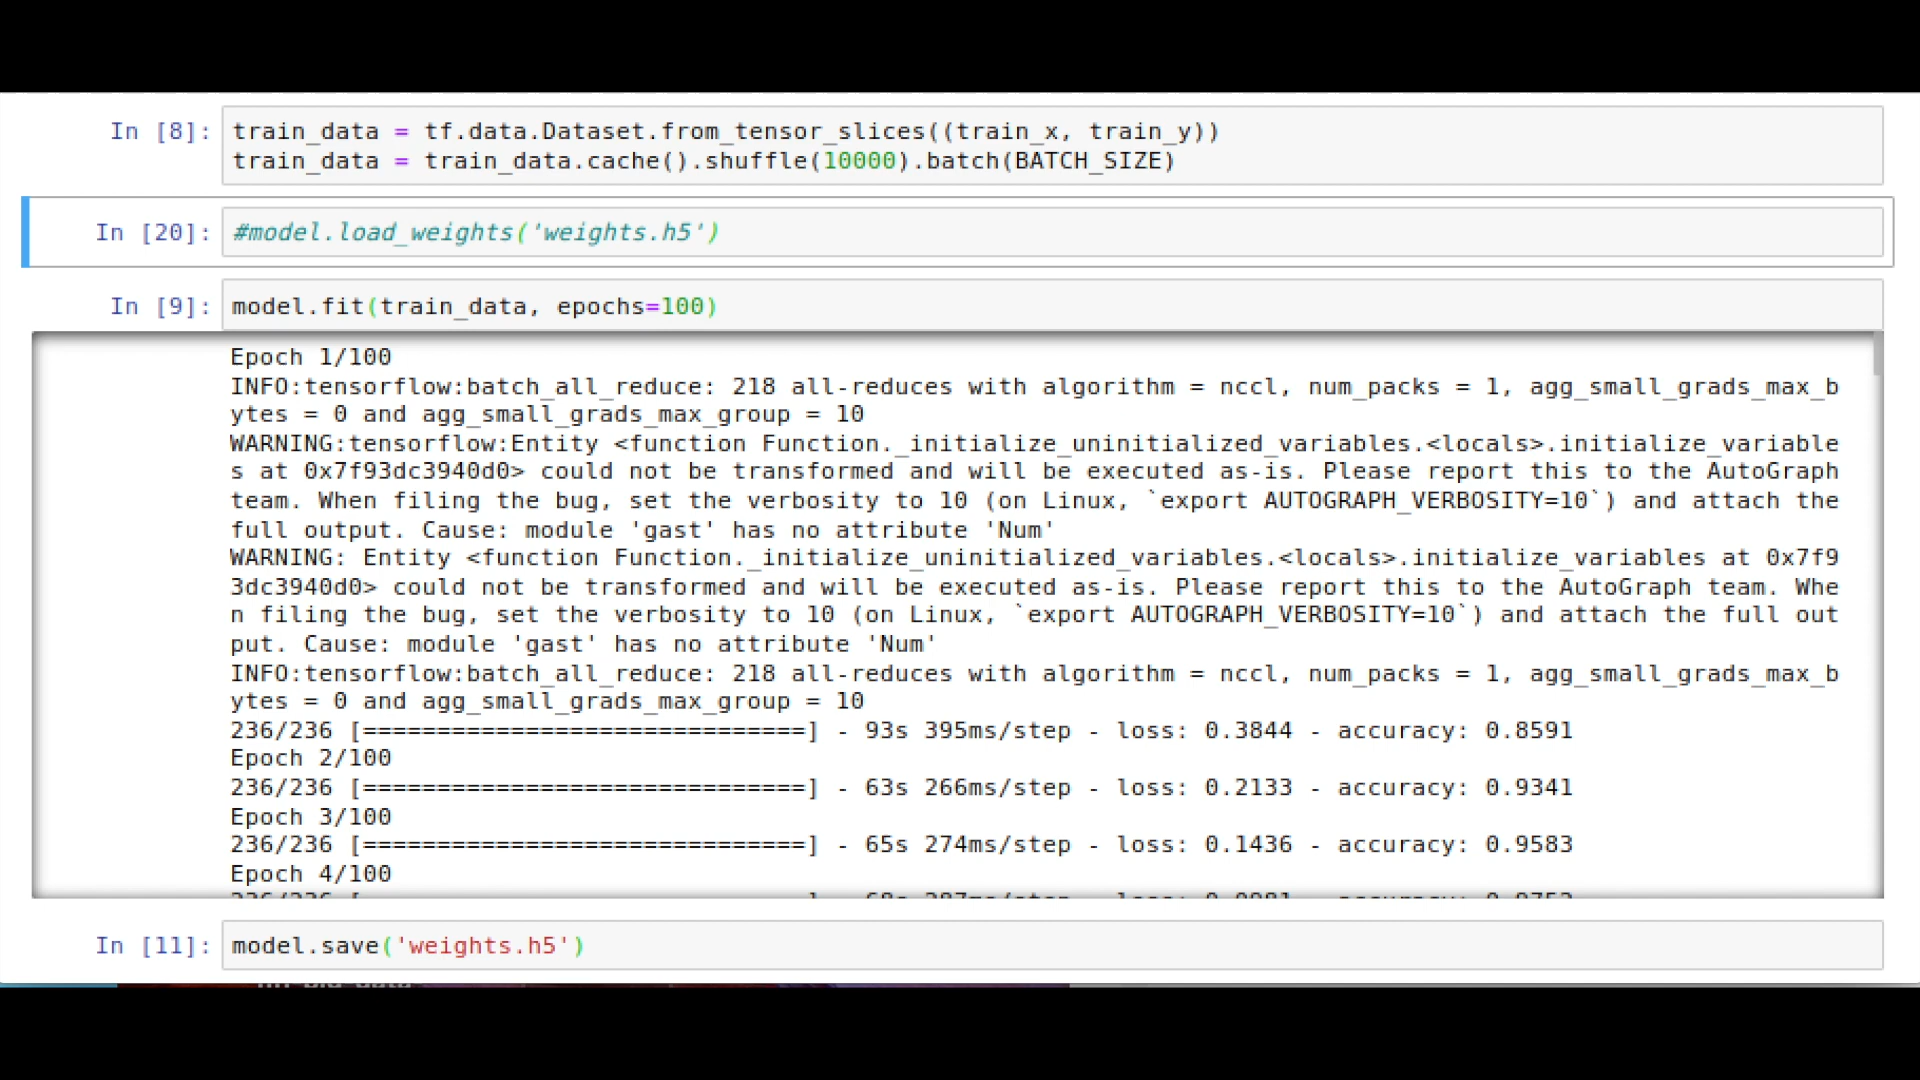 In [8]: train_data = tf.data.Dataset.from_tensor_slices((train_x, train_y))
train_data = train_data.cache().shuffle(10000).batch(BATCH_SIZE)
In [20]: #model.load_weights('weights.h5')
In [9]: model.fit(train_data, epochs=100)
Epoch 1/100
INFO:tensorflow:batch_all_reduce: 218 all-reduces with algorithm = nccl, num_packs = 1, agg_small_grads_max_b
ytes = 0 and agg_small_grads_max_group = 10
WARNING:tensorflow:Entity <function Function._initialize_uninitialized_variables.<locals>.initialize_variable
s at 0x7f93dc3940d0> could not be transformed and will be executed as-is. Please report this to the AutoGraph
team. When filing the bug, set the verbosity to 10 (on Linux, `export AUTOGRAPH_VERBOSITY=10`) and attach the
full output. Cause: module 'gast' has no attribute 'Num'
WARNING: Entity <function Function._initialize_uninitialized_variables.<locals>.initialize_variables at 0x7f9
3dc3940d0> could not be transformed and will be executed as-is. Please report this to the AutoGraph team. Whe
n filing the bug, set the verbosity to 10 (on Linux, `export AUTOGRAPH_VERBOSITY=10`) and attach the full out
put. Cause: module 'gast' has no attribute 'Num'
INFO:tensorflow:batch_all_reduce: 218 all-reduces with algorithm = nccl, num_packs = 1, agg_small_grads_max_b
ytes = 0 and agg_small_grads_max_group = 10
236/236 [==============================] - 93s 395ms/step - loss: 0.3844 - accuracy: 0.8591
Epoch 2/100
236/236 [==============================] - 63s 266ms/step - loss: 0.2133 - accuracy: 0.9341
Epoch 3/100
236/236 [==============================] - 65s 274ms/step - loss: 0.1436 - accuracy: 0.9583
Epoch 4/100
In [11]: model.save('weights.h5')